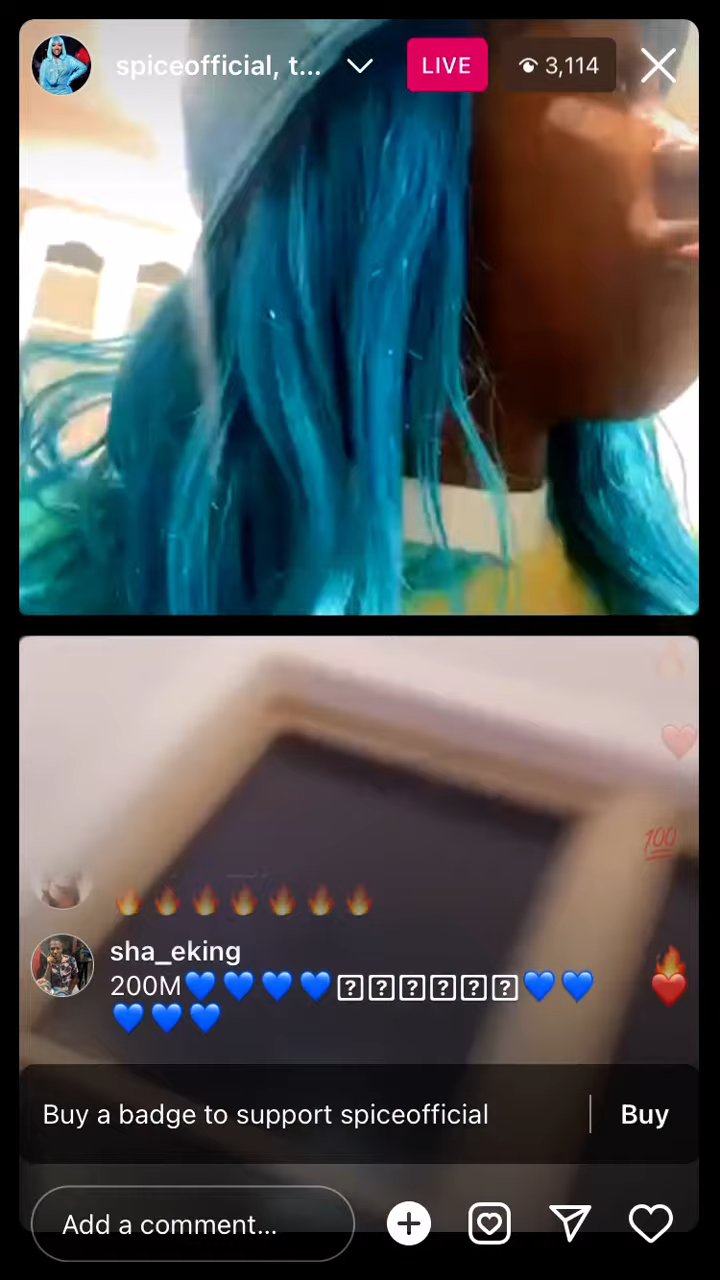 spiceofficial, t...
LIVE
3,114
💯
🔥🔥🔥🔥🔥🔥🔥
sha_eking
200M💙💙💙💙⍰⍰⍰⍰⍰⍰💙💙
💙💙💙
Buy a badge to support spiceofficial
Buy
Add a comment...